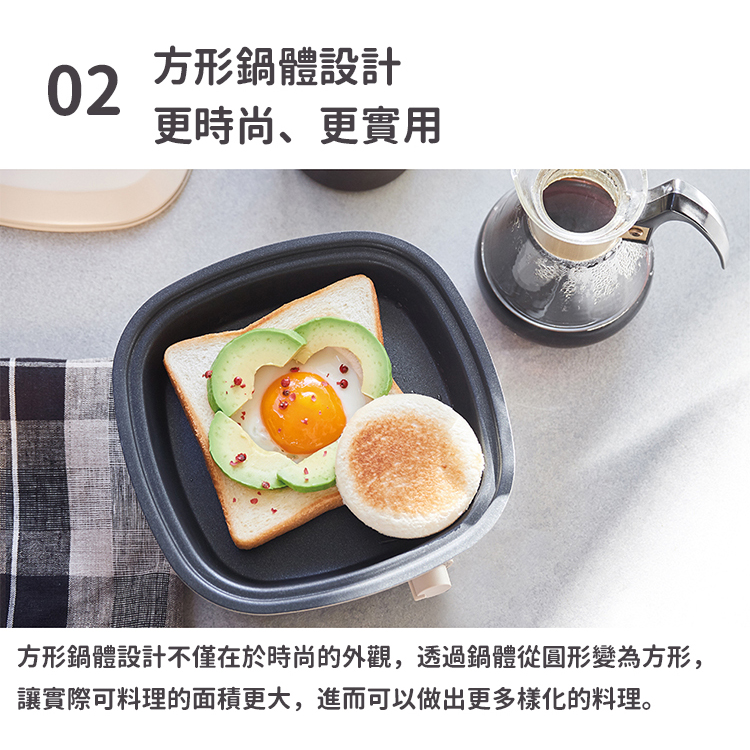 02
方形鍋體設計
更時尚、更實用
方形鍋體設計不僅在於時尚的外觀，透過鍋體從圓形變為方形，
讓實際可料理的面積更大，進而可以做出更多樣化的料理。